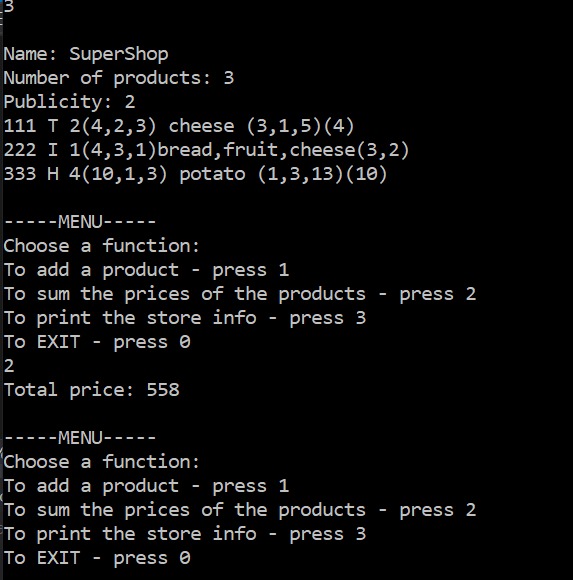 3
Name: SuperShop
Number of products: 3
Publicity: 2
111 T 2(4,2,3) cheese (3,1,5)(4)
222 I 1(4,3,1)bread,fruit,cheese(3,2)
333 H 4(10,1,3) potato (1,3,13)(10)
-----MENU-----
Choose a function:
To add a product - press 1
To sum the prices of the products - press 2
To print the store info - press 3
To EXIT - press 0
2
Total price: 558
-----MENU-----
Choose a function:
To add a product - press 1
To sum the prices of the products - press 2
To print the store info - press 3
To EXIT - press 0